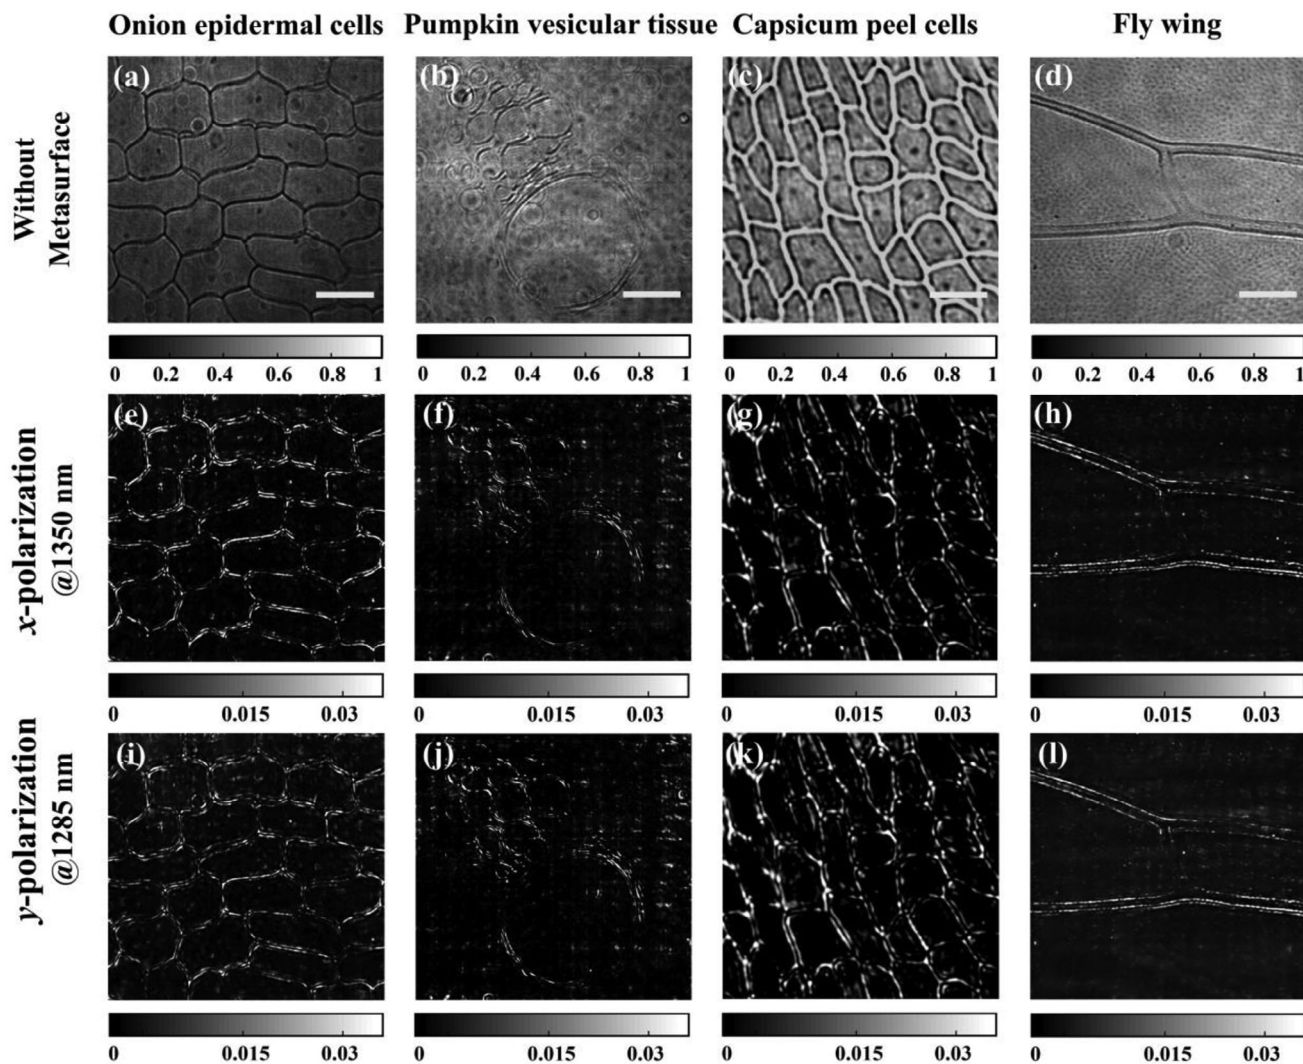 Onion epidermal cells Pumpkin vesicular tissue Capsicum peel cells Fly wing
Without
Metasurface
(a) (b) (c) (d)
0 0.2 0.4 0.6 0.8 1 0 0.2 0.4 0.6 0.8 1 0 0.2 0.4 0.6 0.8 1 0 0.2 0.4 0.6 0.8 1
x-polarization
@1350 nm
(e) (f) (g) (h)
0 0.015 0.03 0 0.015 0.03 0 0.015 0.03 0 0.015 0.03
y-polarization
@1285 nm
(i) (j) (k) (l)
0 0.015 0.03 0 0.015 0.03 0 0.015 0.03 0 0.015 0.03